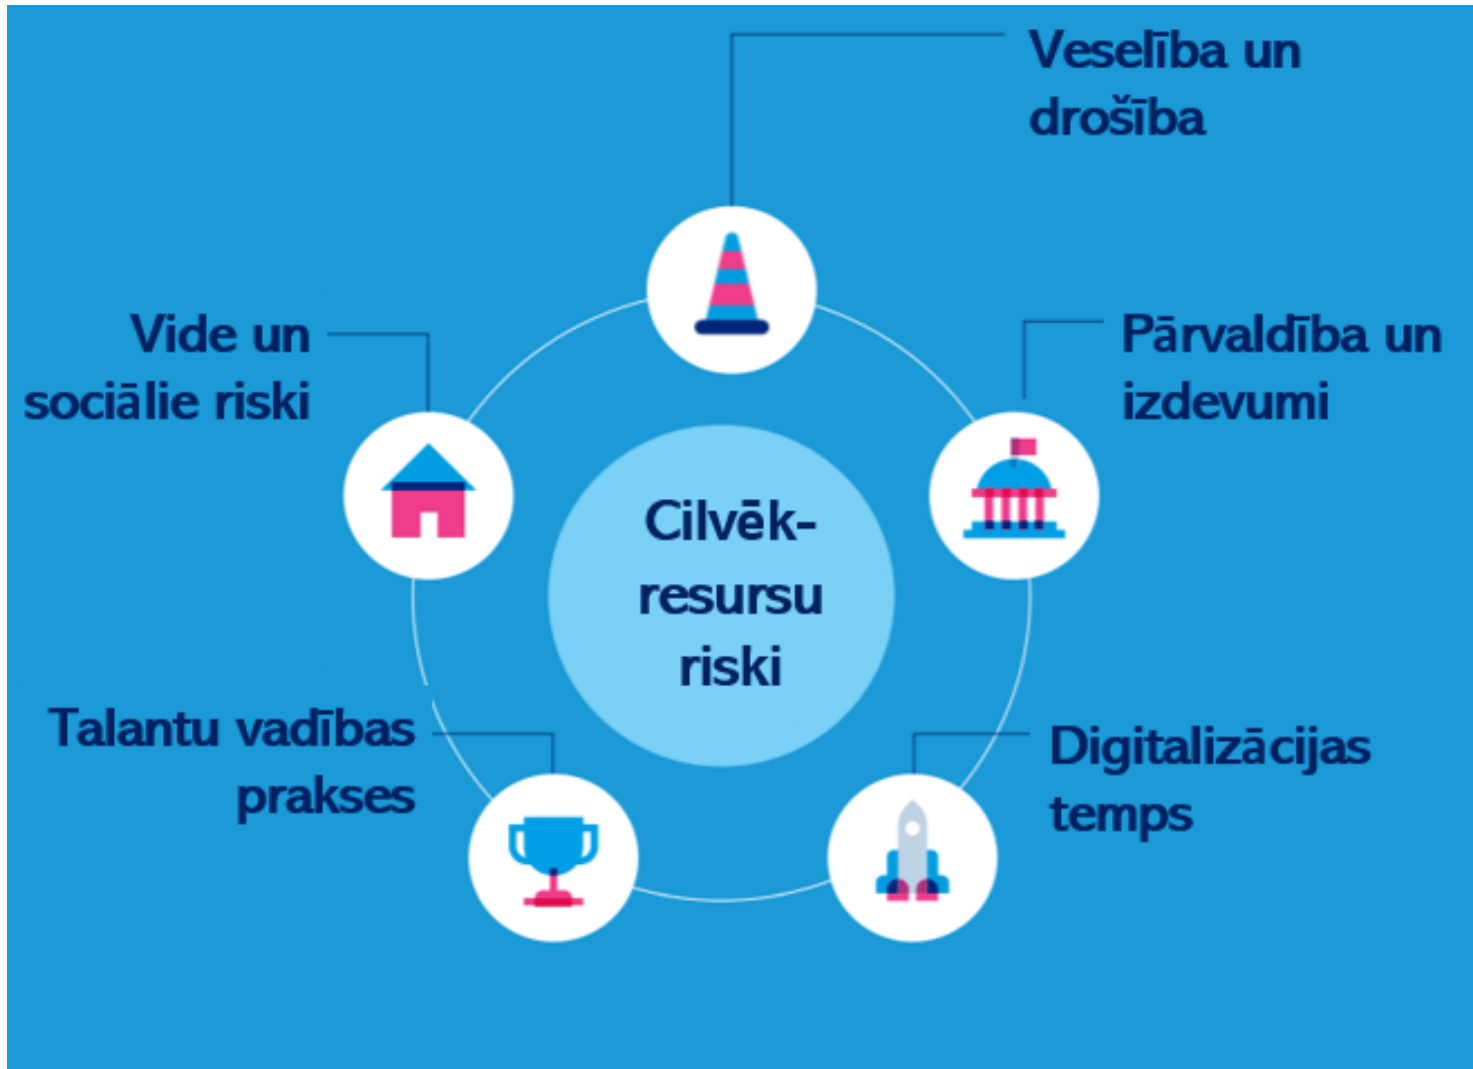 Veselība un
drošība
Vide un
sociālie riski
Pārvaldība un
izdevumi
Cilvēk-
resursu
riski
Talantu vadības
prakses
Digitalizācijas
temps